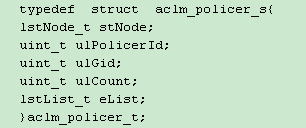 typedef struct aclm_policer_s{
lstNode_t stNode;
uint_t ulPolicerId;
uint_t ulGid;
uint_t ulCount;
lstList_t eList;
}aclm_policer_t;